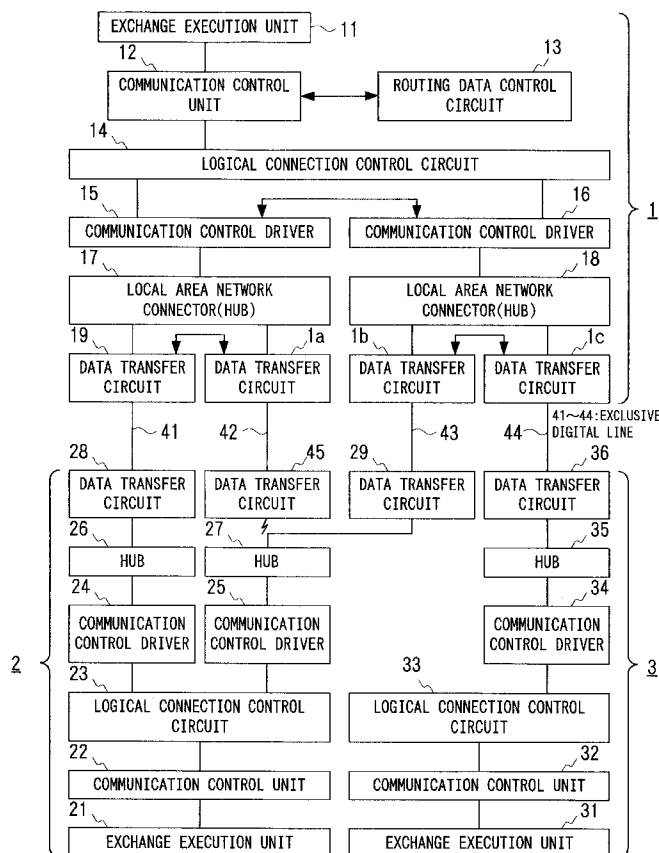 EXCHANGE EXECUTION UNIT
11
12
13
COMMUNICATION CONTROL
UNIT
ROUTING DATA CONTROL
CIRCUIT
14
LOGICAL CONNECTION CONTROL CIRCUIT
15
16
1
COMMUNICATION CONTROL DRIVER
COMMUNICATION CONTROL DRIVER
17
18
LOCAL AREA NETWORK
CONNECTOR(HUB)
LOCAL AREA NETWORK
CONNECTOR(HUB)
19
1a
1b
1c
DATA TRANSFER
CIRCUIT
DATA TRANSFER
CIRCUIT
DATA TRANSFER
CIRCUIT
DATA TRANSFER
CIRCUIT
41~44:EXCLUSIVE
DIGITAL LINE
41
42
43
44
28
45
29
36
DATA TRANSFER
CIRCUIT
DATA TRANSFER
CIRCUIT
DATA TRANSFER
CIRCUIT
DATA TRANSFER
CIRCUIT
26
27
35
HUB
HUB
HUB
24
25
34
COMMUNICATION
CONTROL DRIVER
COMMUNICATION
CONTROL DRIVER
COMMUNICATION
CONTROL DRIVER
2
3
23
33
LOGICAL CONNECTION CONTROL
CIRCUIT
LOGICAL CONNECTION CONTROL
CIRCUIT
22
32
COMMUNICATION CONTROL UNIT
COMMUNICATION CONTROL UNIT
21
31
EXCHANGE EXECUTION UNIT
EXCHANGE EXECUTION UNIT